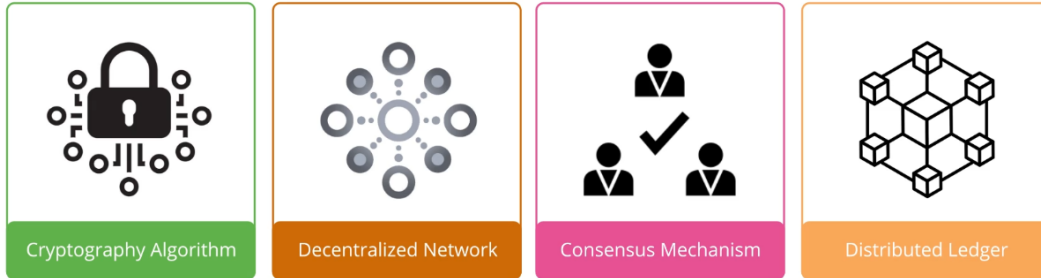 Cryptography Algorithm
Decentralized Network
Consensus Mechanism
Distributed Ledger